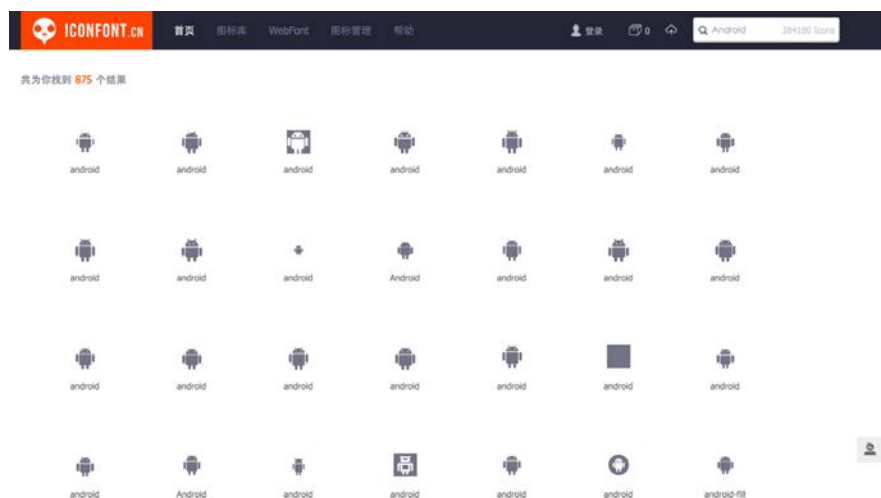 ICONFONT.CN 首页 图标库 WebFont 图标管理 帮助 登录 0 Android 384180 Icons
共为你找到 875 个结果
android android android android android android android
android android android Android android android android
android android android android android android android
android Android android android android android android-fill